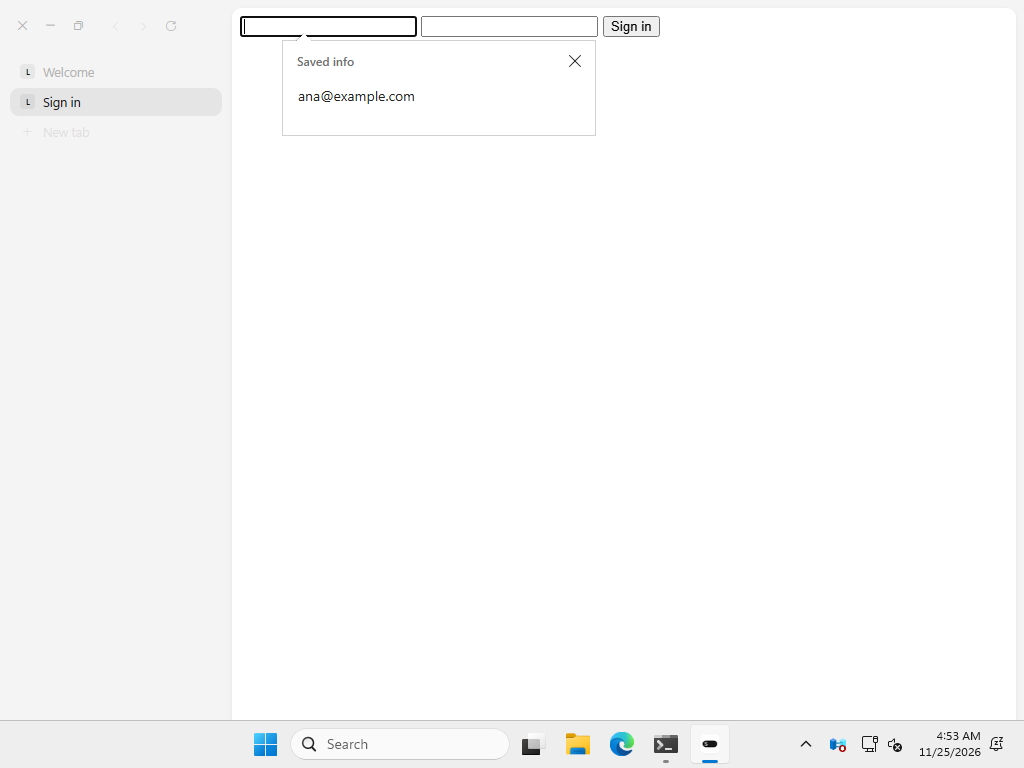 Sign in
Saved info
ana@example.com
L Welcome
L Sign in
+ New tab
Search
4:53 AM
11/25/2026